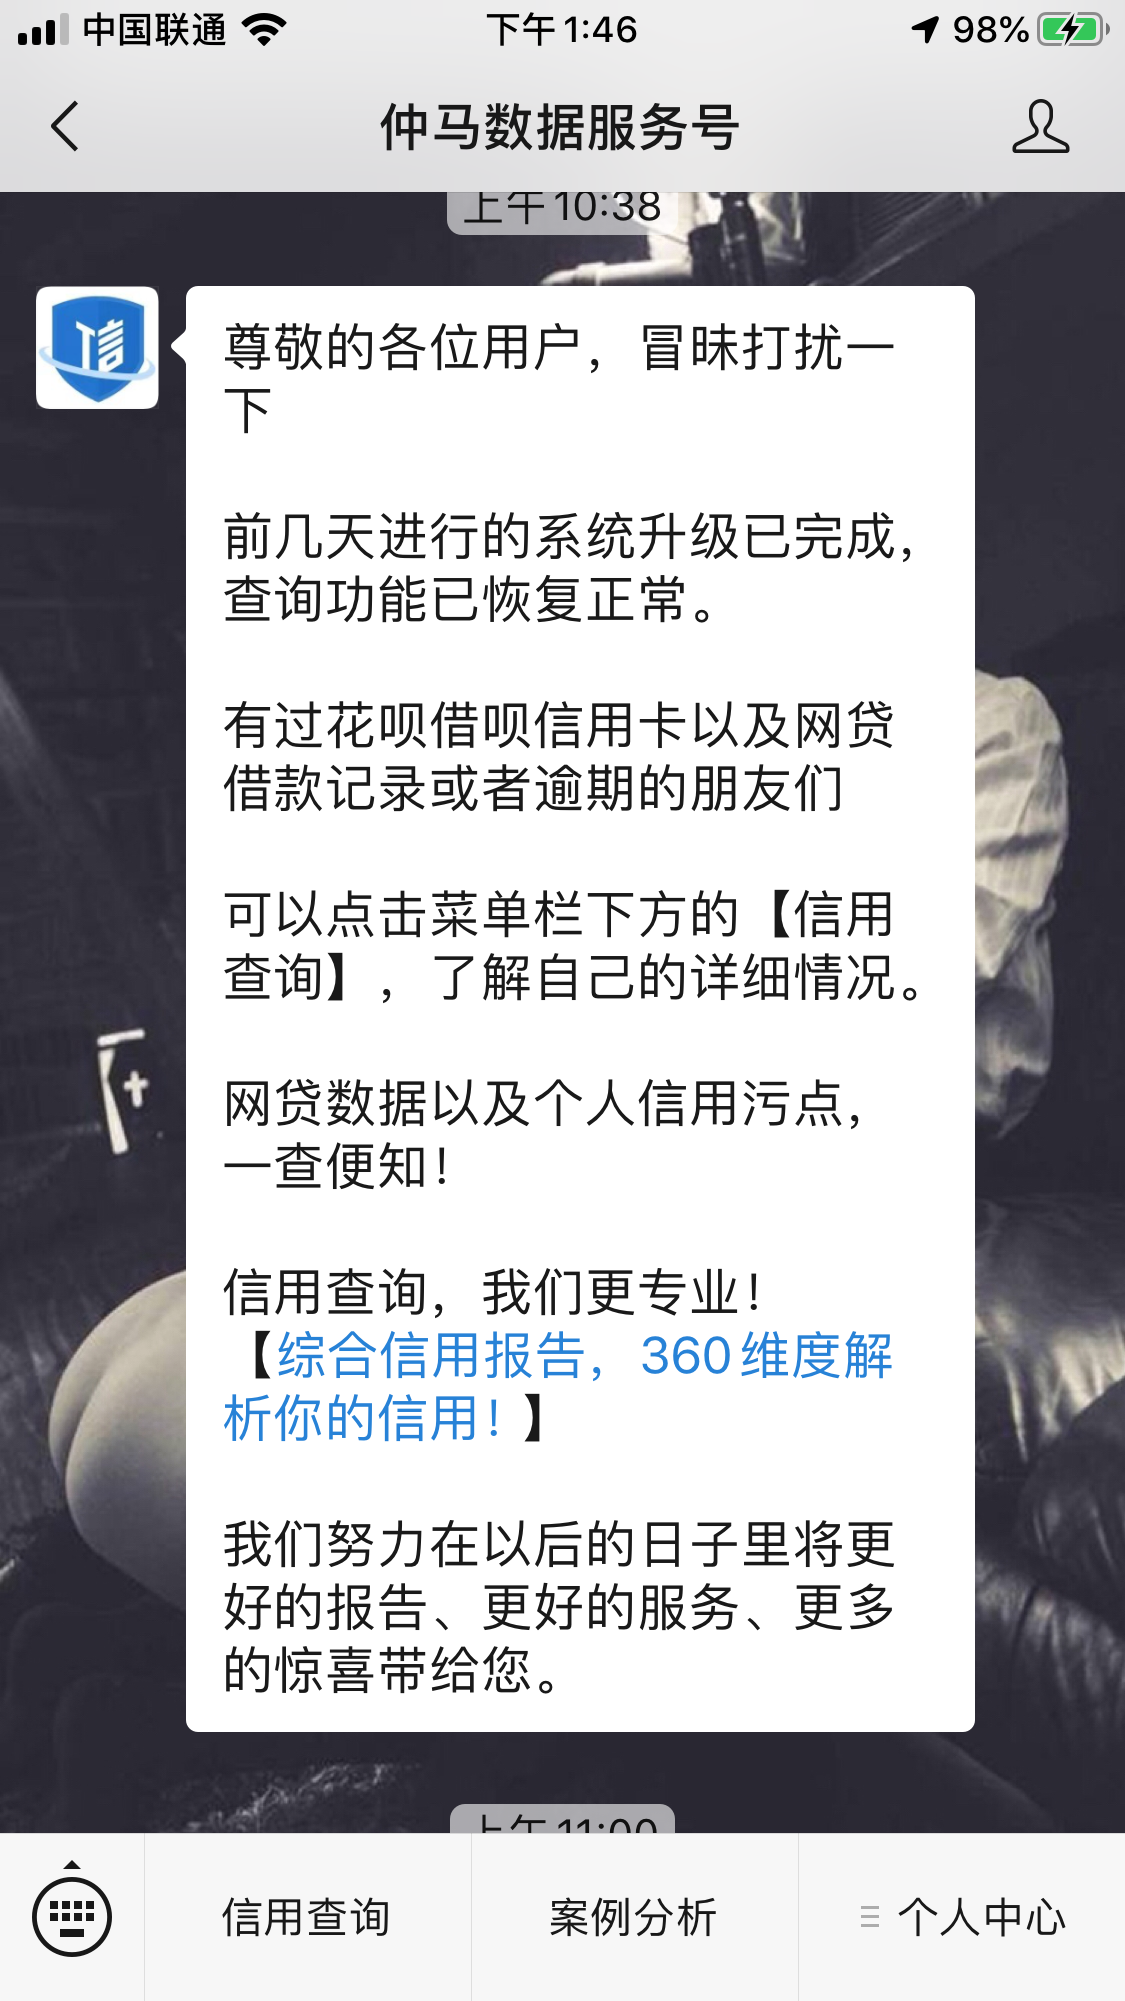 中国联通
下午1:46
98%
仲马数据服务号
上午10:38
信
尊敬的各位用户，冒昧打扰一
下
前几天进行的系统升级已完成，
查询功能已恢复正常。
有过花呗借呗信用卡以及网贷
借款记录或者逾期的朋友们
可以点击菜单栏下方的【信用
查询】，了解自己的详细情况。
网贷数据以及个人信用污点，
一查便知！
信用查询，我们更专业！
【综合信用报告，360维度解
析你的信用！】
我们努力在以后的日子里将更
好的报告、更好的服务、更多
的惊喜带给您。
上午11:00
信用查询
案例分析
个人中心